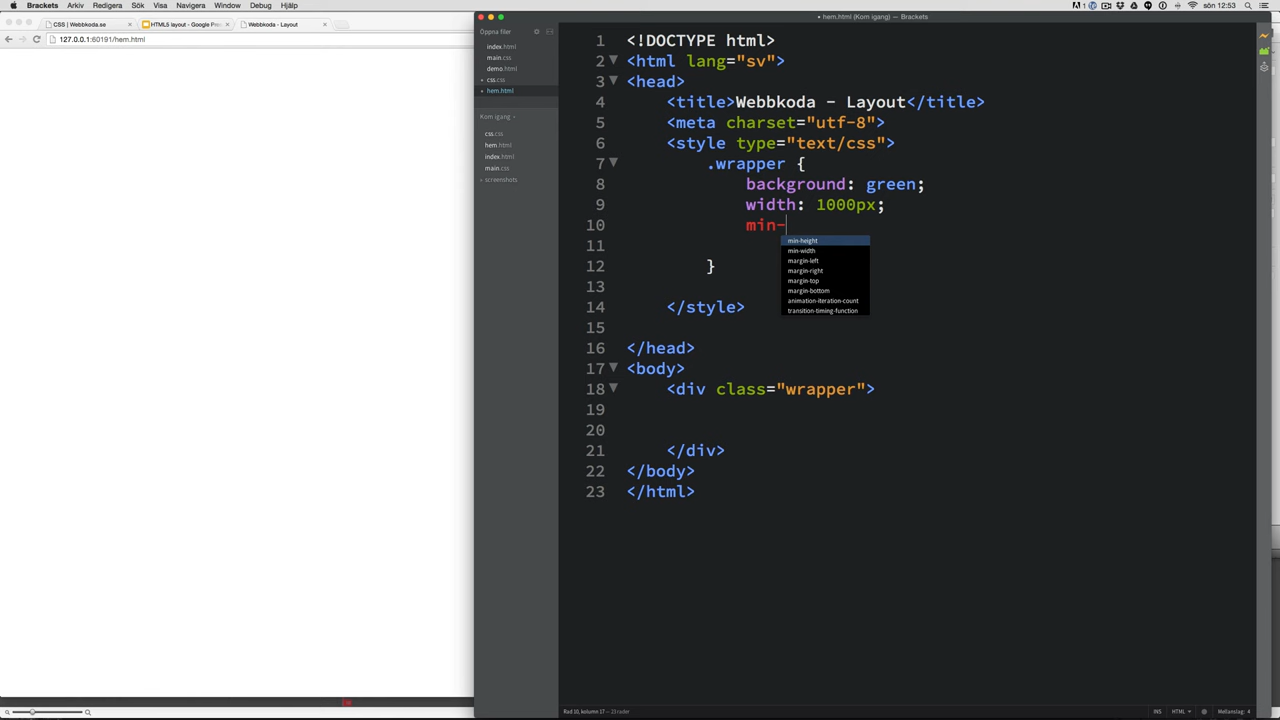 Brackets Arkiv Redigera Sök Visa Navigera Window Debug Hjälp
sön 12:53
CSS | Webbkoda.se × HTML5 layout - Google Pres × Webbkoda - Layout ×
127.0.0.1:60191/hem.html
• hem.html (Kom igang) — Brackets
Öppna filer
index.html
main.css
demo.html
css.css
hem.html
Kom igang
css.css
hem.html
index.html
main.css
screenshots
1 <!DOCTYPE html>
2 <html lang="sv">
3 <head>
4 <title>Webbkoda - Layout</title>
5 <meta charset="utf-8">
6 <style type="text/css">
7 .wrapper {
8 background: green;
9 width: 1000px;
10 min-
min-height
min-width
margin-left
margin-right
margin-top
margin-bottom
animation-iteration-count
transition-timing-function
11
12 }
13
14 </style>
15
16 </head>
17 <body>
18 <div class="wrapper">
19
20
21 </div>
22 </body>
23 </html>
Rad 10, kolumn 17 — 23 rader
INS HTML Mellanslag: 4